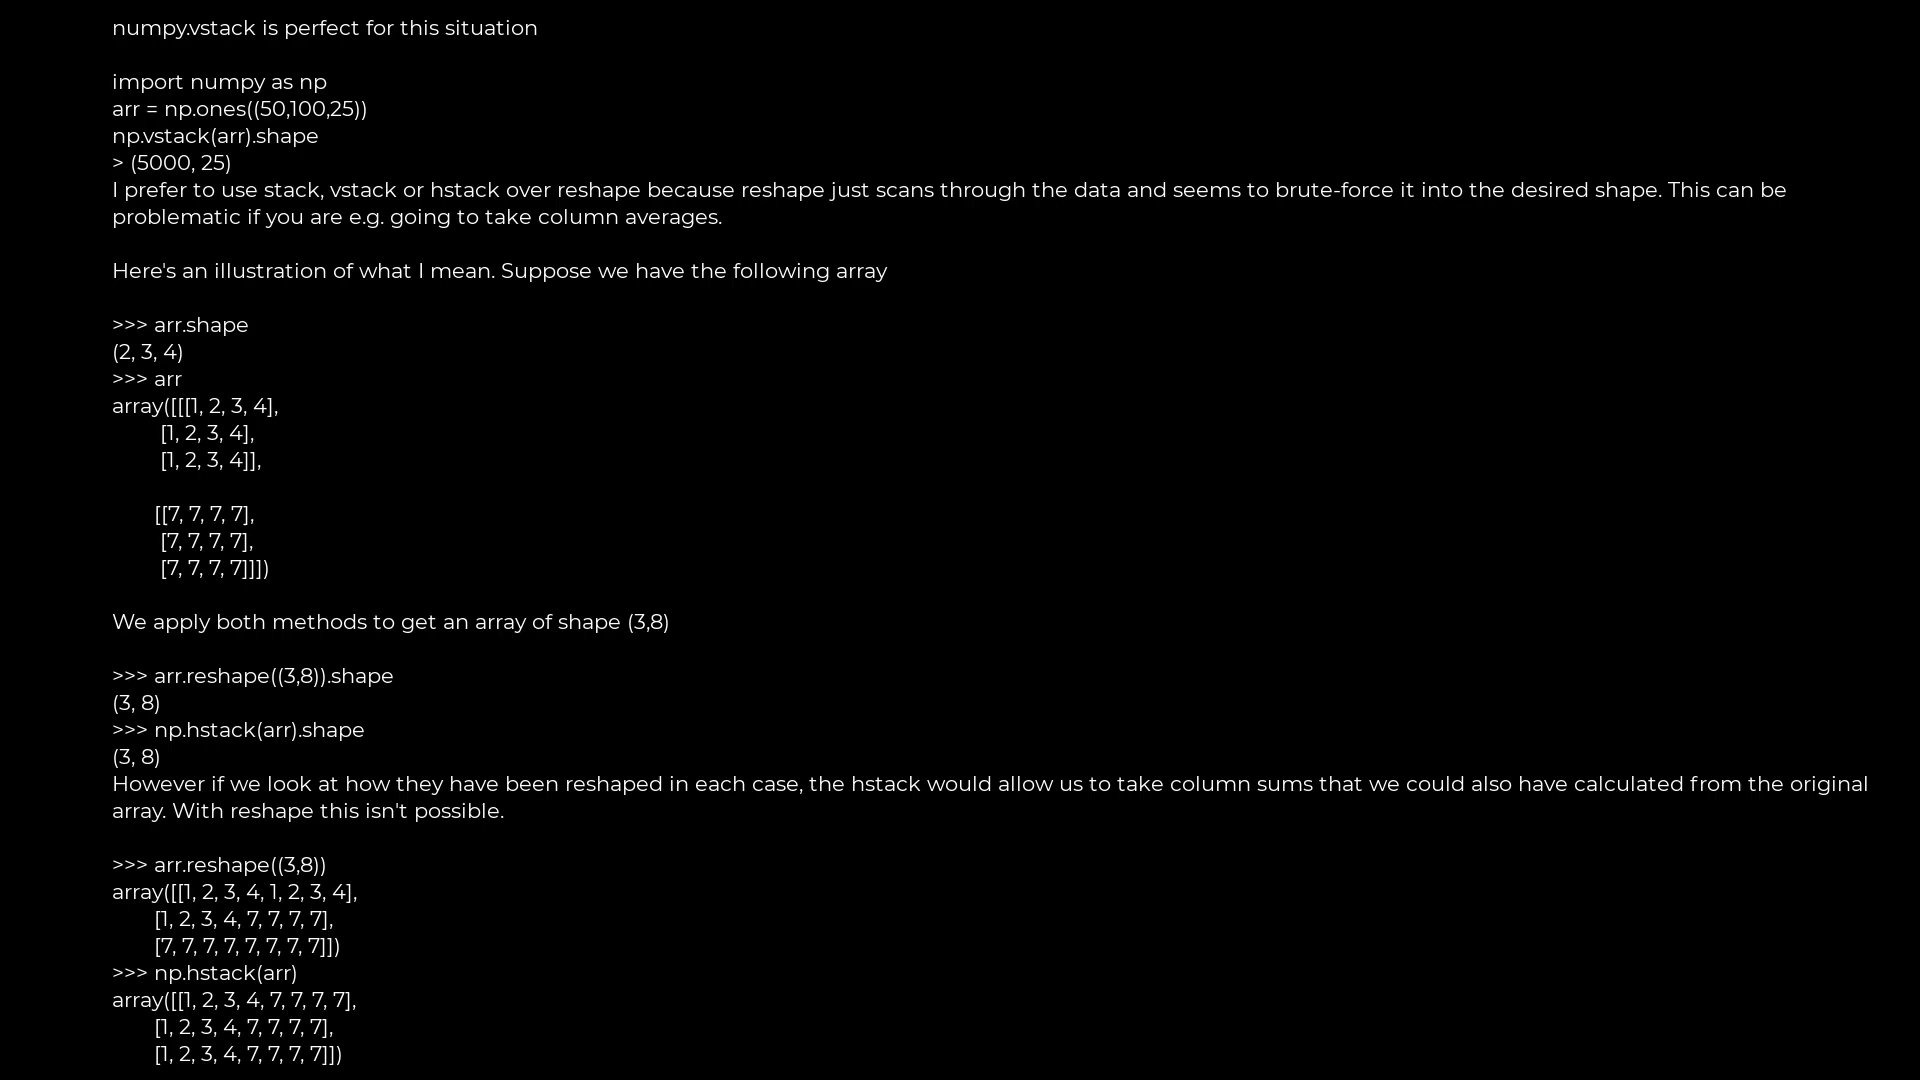 numpy.vstack is perfect for this situation
import numpy as np
arr = np.ones((50,100,25))
np.vstack(arr).shape
> (5000, 25)
I prefer to use stack, vstack or hstack over reshape because reshape just scans through the data and seems to brute-force it into the desired shape. This can be
problematic if you are e.g. going to take column averages.
Here's an illustration of what I mean. Suppose we have the following array
>>> arr.shape
(2, 3, 4)
>>> arr
array([[[1, 2, 3, 4],
[1, 2, 3, 4],
[1, 2, 3, 4]],
[[7, 7, 7, 7],
[7, 7, 7, 7],
[7, 7, 7, 7]]])
We apply both methods to get an array of shape (3,8)
>>> arr.reshape((3,8)).shape
(3, 8)
>>> np.hstack(arr).shape
(3, 8)
However if we look at how they have been reshaped in each case, the hstack would allow us to take column sums that we could also have calculated from the original
array. With reshape this isn't possible.
>>> arr.reshape((3,8))
array([[1, 2, 3, 4, 1, 2, 3, 4],
[1, 2, 3, 4, 7, 7, 7, 7],
[7, 7, 7, 7, 7, 7, 7, 7]])
>>> np.hstack(arr)
array([[1, 2, 3, 4, 7, 7, 7, 7],
[1, 2, 3, 4, 7, 7, 7, 7],
[1, 2, 3, 4, 7, 7, 7, 7]])